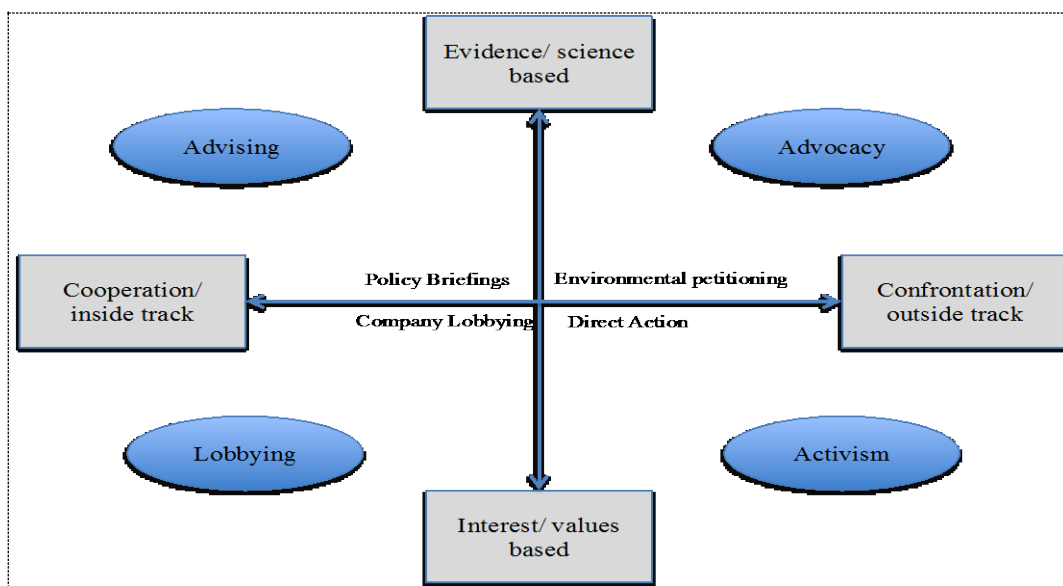 Evidence/ science
based
Advising
Advocacy
Policy Briefings
Environmental petitioning
Cooperation/
inside track
Confrontation/
outside track
Company Lobbying
Direct Action
Lobbying
Activism
Interest/ values
based